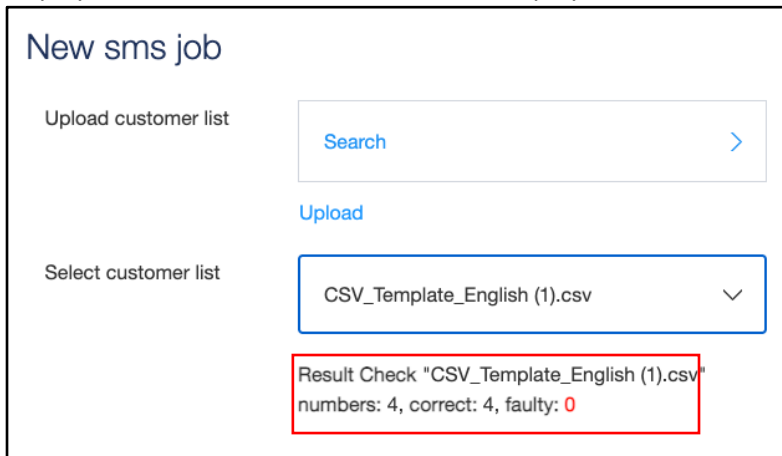 New sms job
Upload customer list
Search
Upload
Select customer list
CSV_Template_English (1).csv
Result Check "CSV_Template_English (1).csv"
numbers: 4, correct: 4, faulty: 0